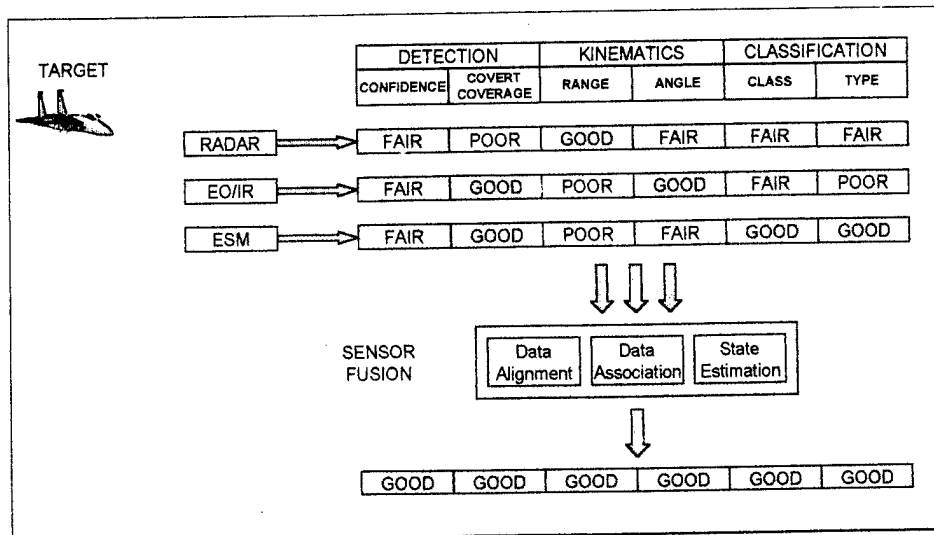 DETECTION KINEMATICS CLASSIFICATION
TARGET
CONFIDENCE COVERT COVERAGE RANGE ANGLE CLASS TYPE
RADAR FAIR POOR GOOD FAIR FAIR FAIR
EO/IR FAIR GOOD POOR GOOD FAIR POOR
ESM FAIR GOOD POOR FAIR GOOD GOOD
SENSOR FUSION
Data Alignment
Data Association
State Estimation
GOOD GOOD GOOD GOOD GOOD GOOD